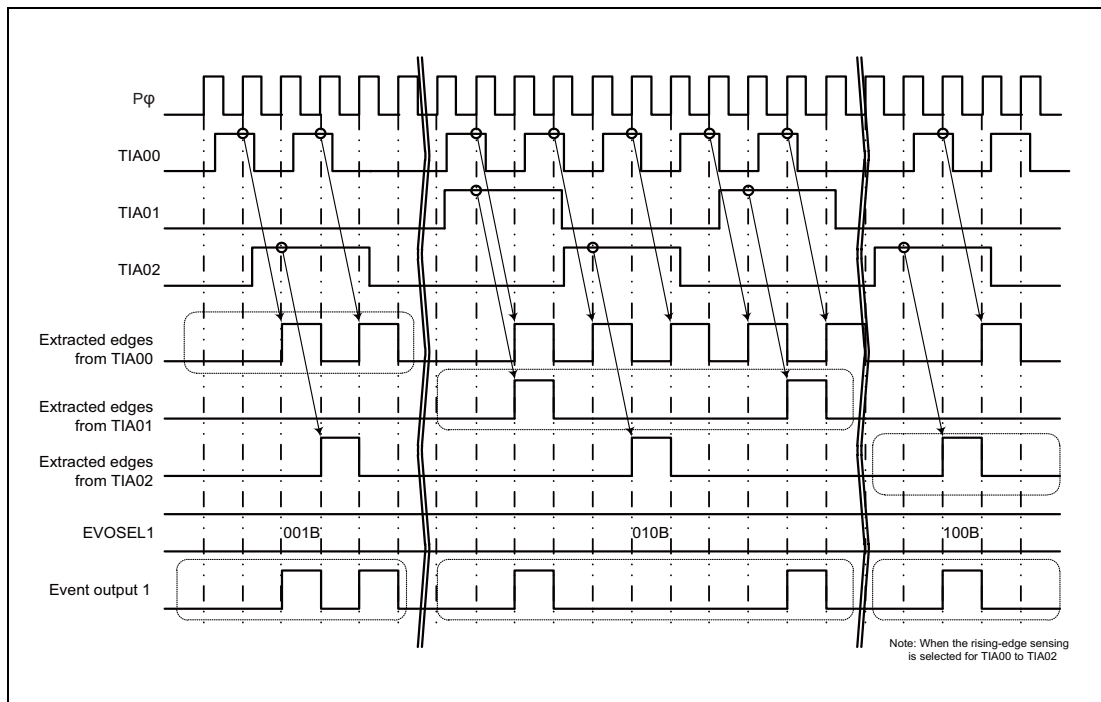 Pφ
TIA00
TIA01
TIA02
Extracted edges
from TIA00
Extracted edges
from TIA01
Extracted edges
from TIA02
EVOSEL1 001B 010B 100B
Event output 1
Note: When the rising-edge sensing
is selected for TIA00 to TIA02